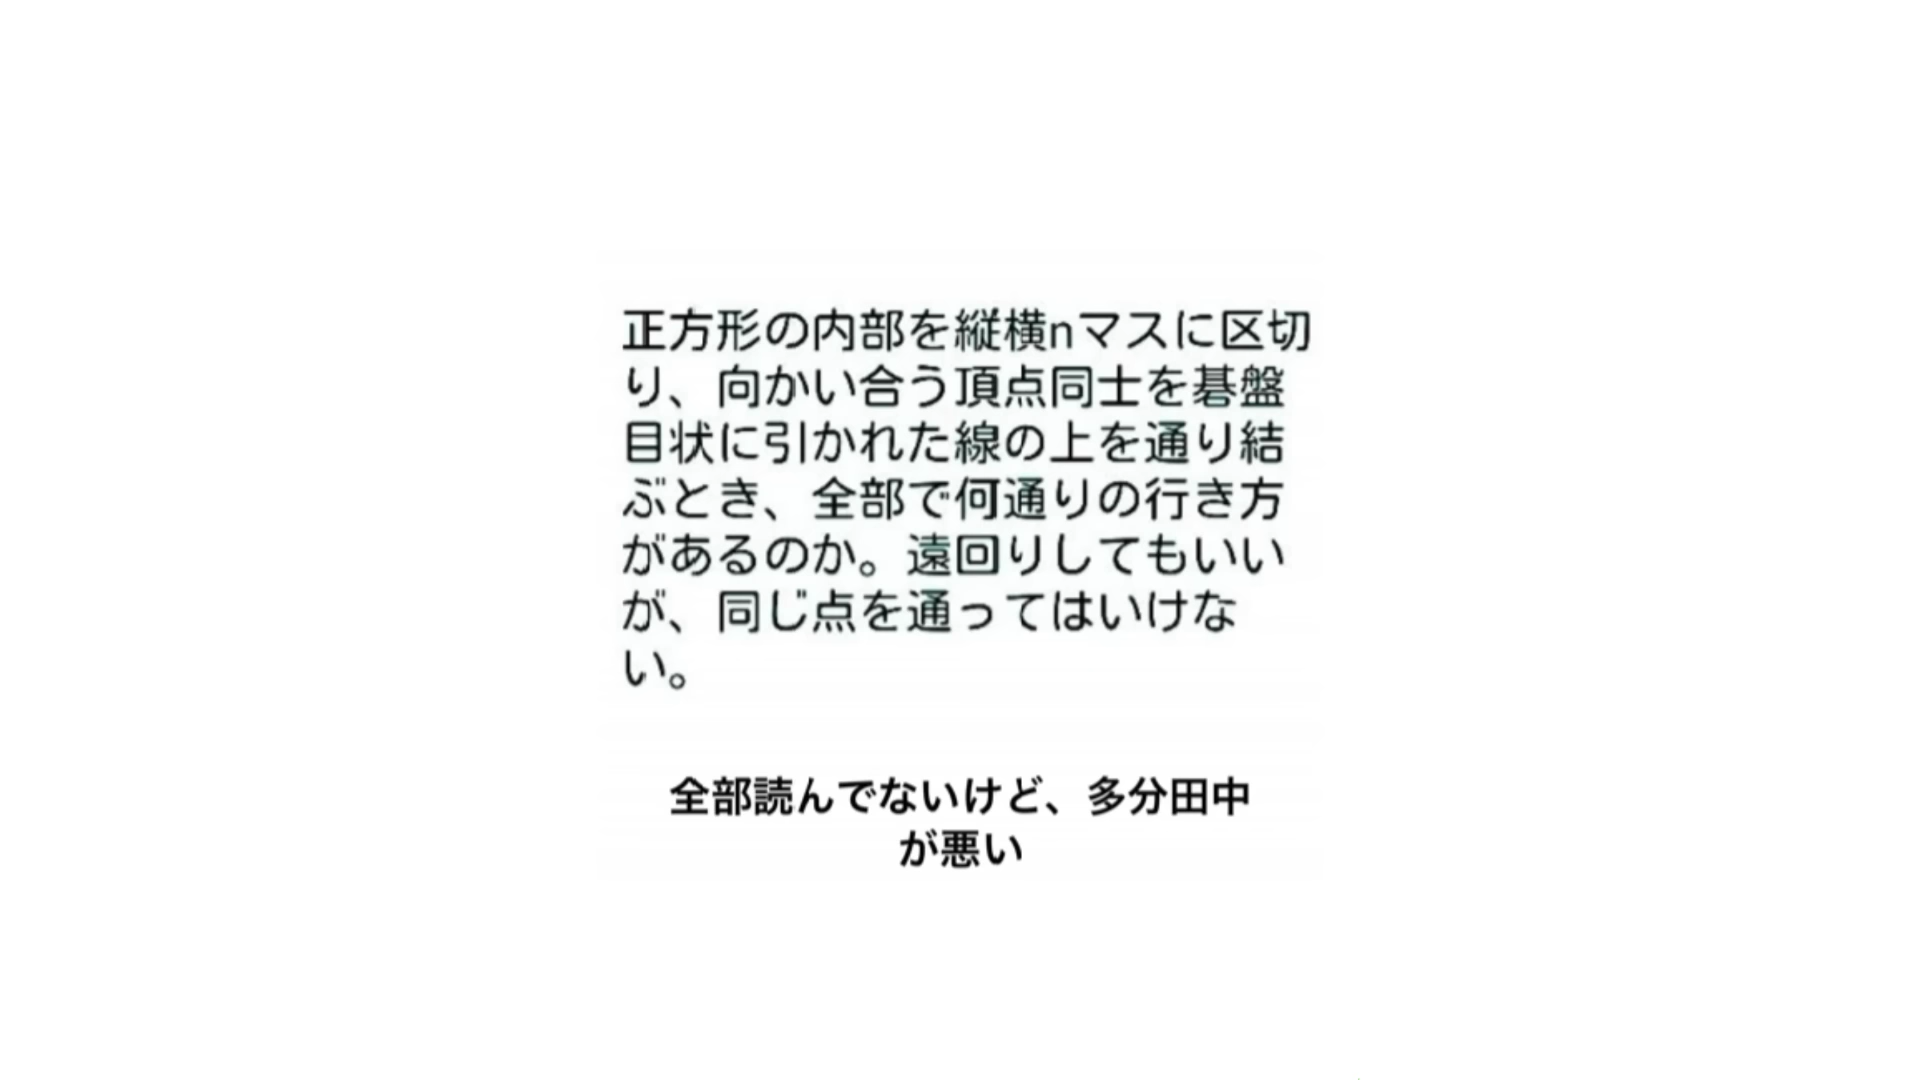 正方形の内部を縦横nマスに区切
り、向かい合う頂点同士を碁盤
目状に引かれた線の上を通り結
ぶとき、全部で何通りの行き方
があるのか。遠回りしてもいい
が、同じ点を通ってはいけな
い。
全部読んでないけど、多分田中
が悪い